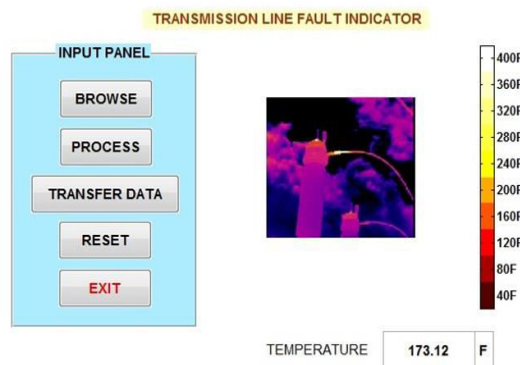 TRANSMISSION LINE FAULT INDICATOR
INPUT PANEL
BROWSE
PROCESS
TRANSFER DATA
RESET
EXIT
400F
360F
320F
280F
240F
200F
160F
120F
80F
40F
TEMPERATURE 173.12 F